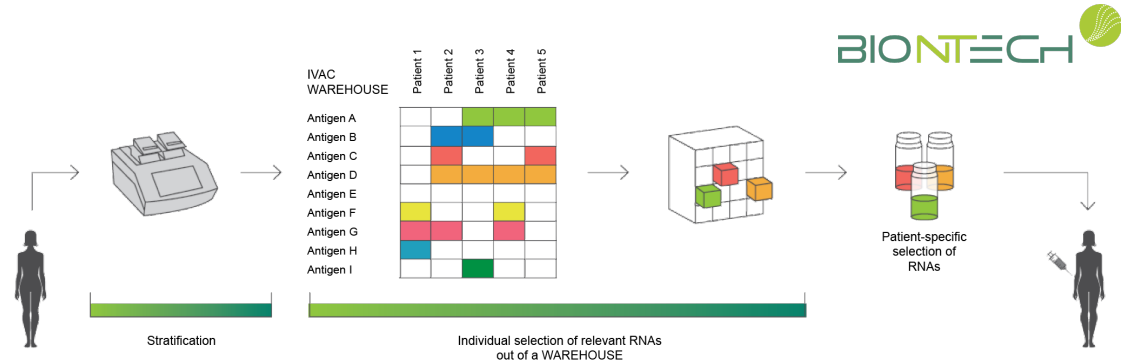 BIONTECH
IVAC
WAREHOUSE
Patient 1
Patient 2
Patient 3
Patient 4
Patient 5
Antigen A
Antigen B
Antigen C
Antigen D
Antigen E
Antigen F
Antigen G
Antigen H
Antigen I
Patient-specific
selection of
RNAs
Stratification
Individual selection of relevant RNAs
out of a WAREHOUSE